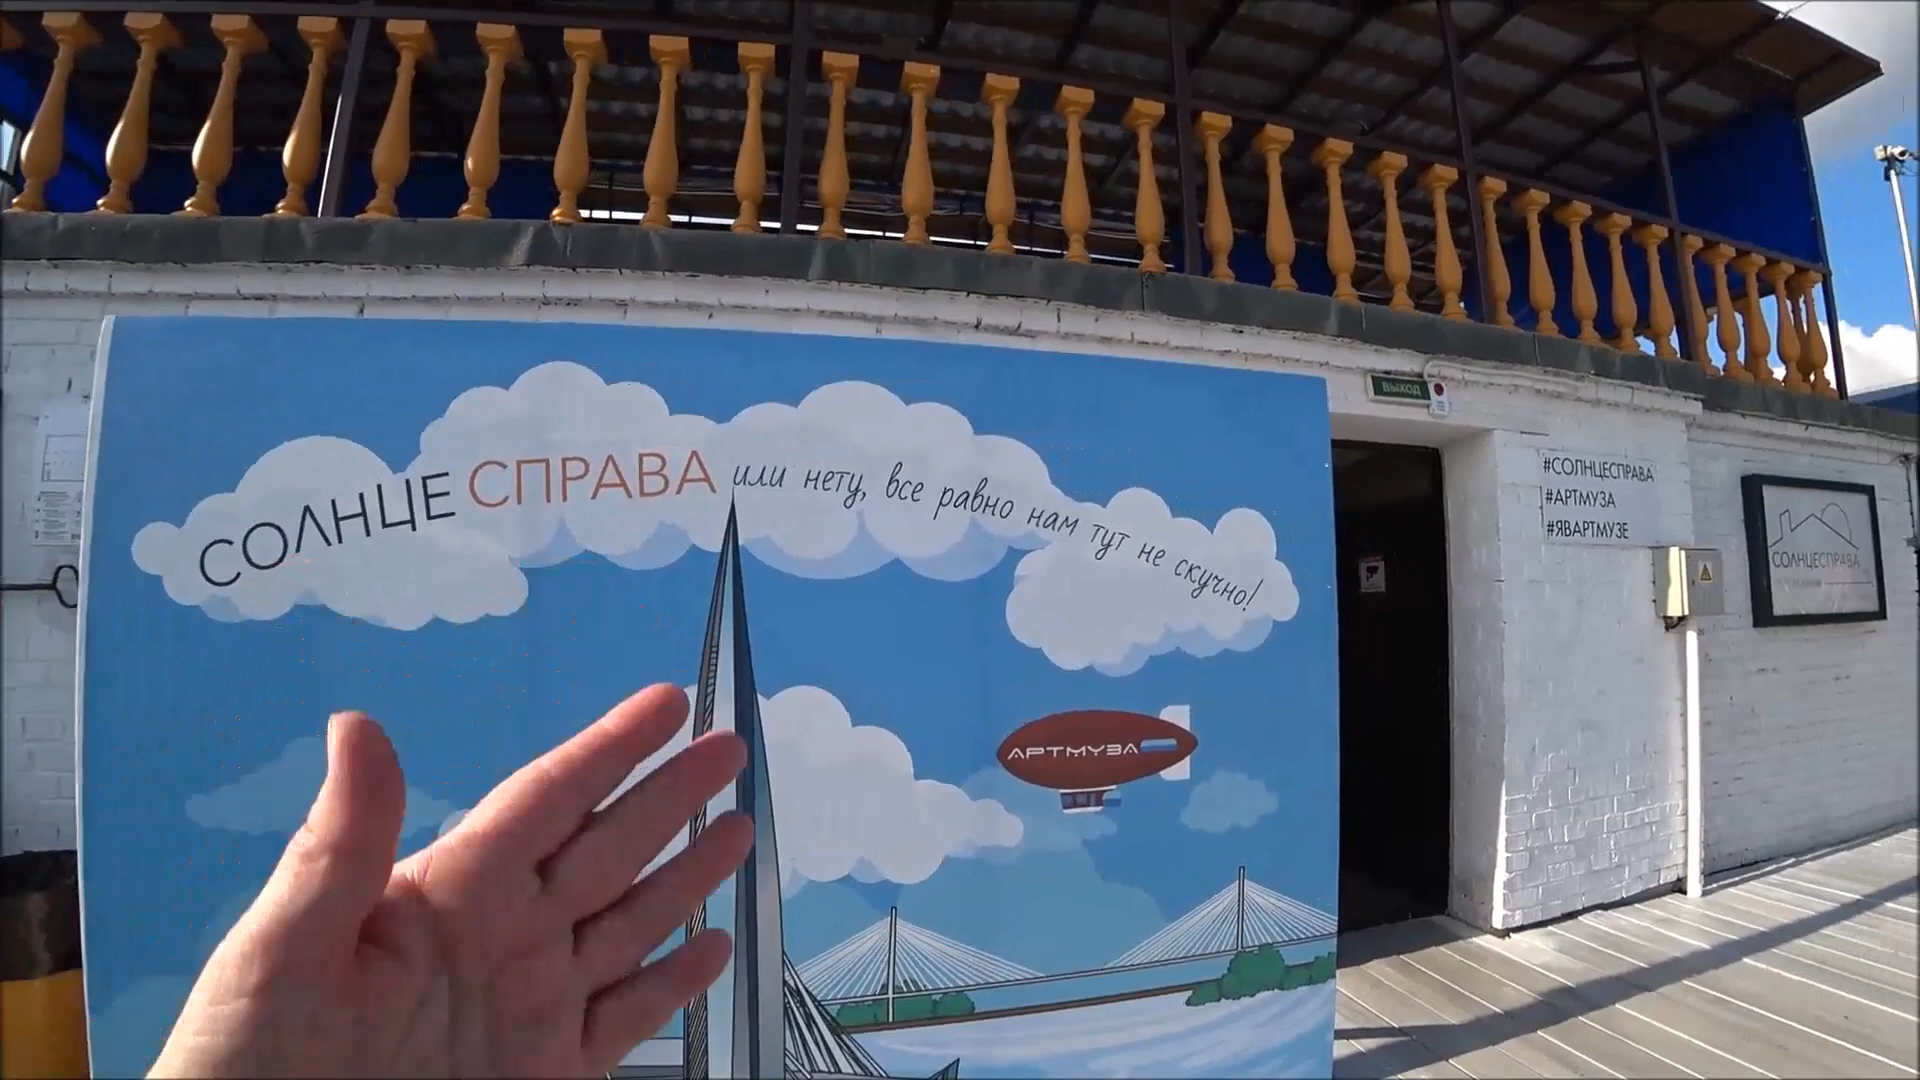 СОЛНЦЕ СПРАВА или нету, все равно нам тут не скучно!
ВЫХОД
#СОЛНЦЕСПРАВА
#АРТМУЗА
#ЯВАРТМУЗЕ
СОЛНЦЕСПРАВА
АРТМУЗА